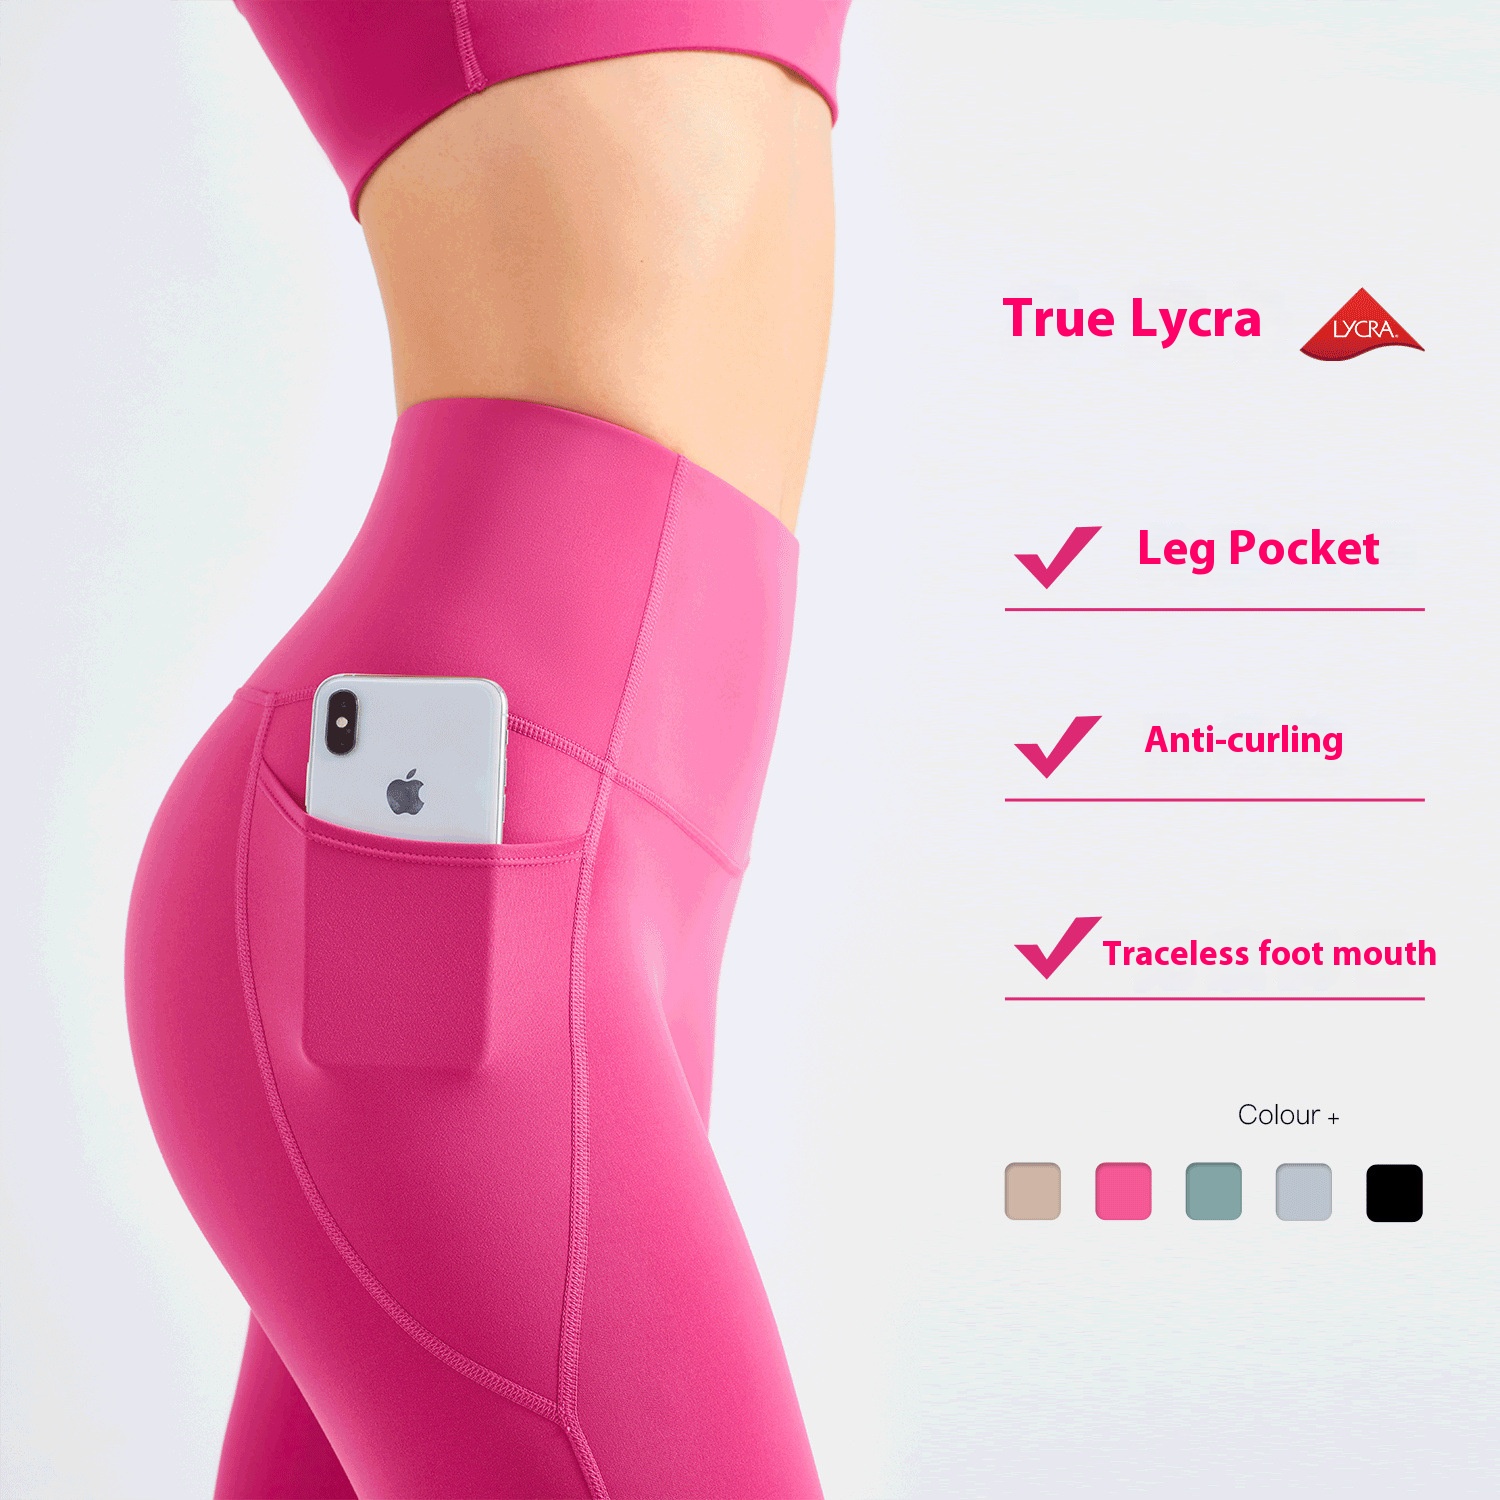 True Lycra
LYCRA®
Leg Pocket
Anti-curling
Traceless foot mouth
Colour +